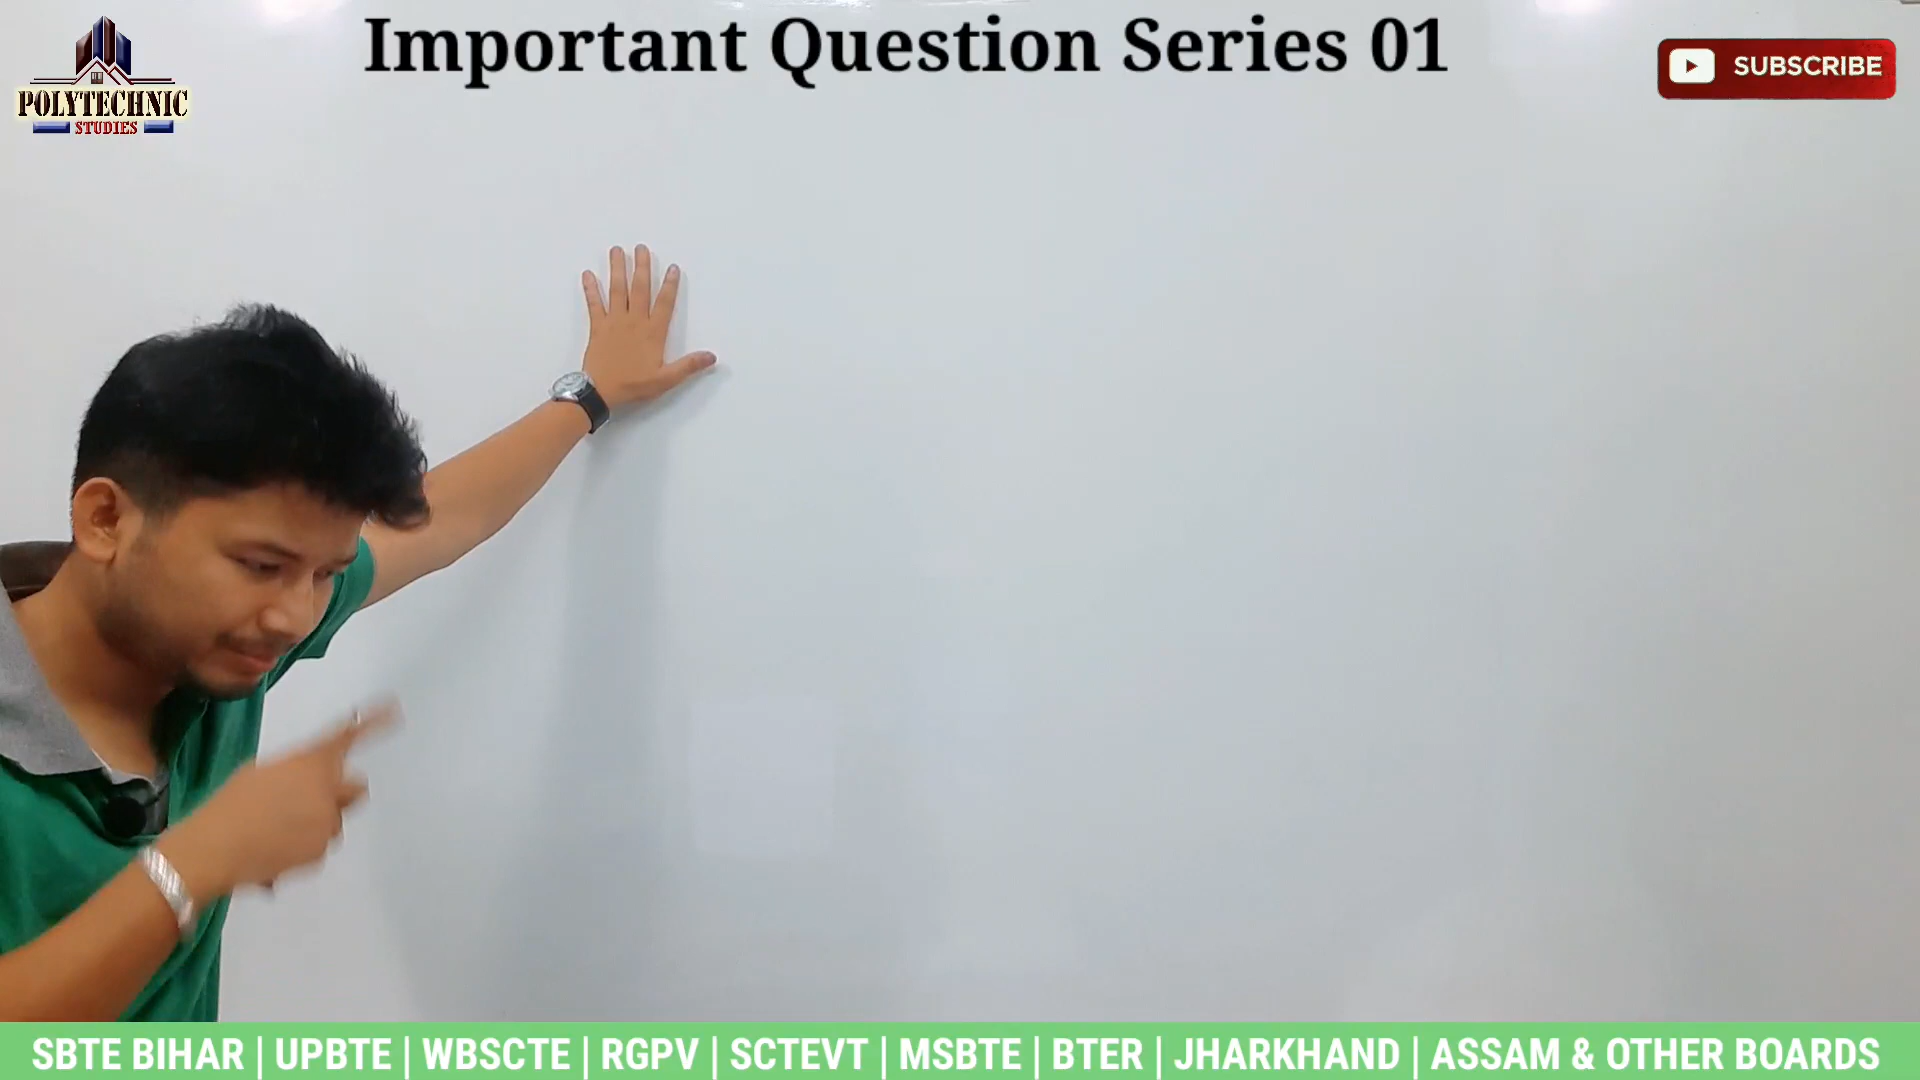 Important Question Series 01
POLYTECHNIC
STUDIES
SUBSCRIBE
SBTE BIHAR | UPBTE | WBSCTE | RGPV | SCTEVT | MSBTE | BTER | JHARKHAND | ASSAM & OTHER BOARDS